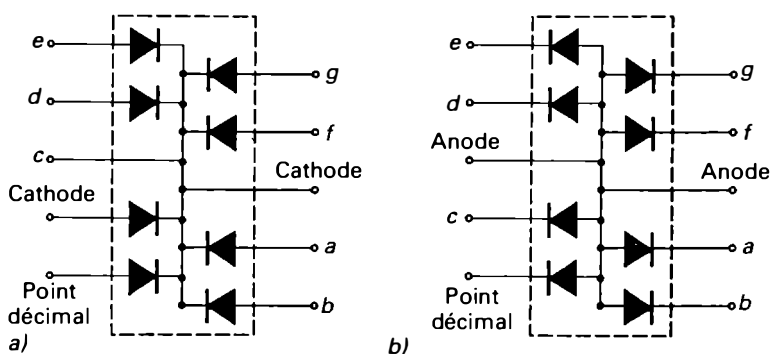 e
g
d
f
c
Cathode
Cathode
a
Point
décimal
b
a)
e
g
d
f
Anode
Anode
c
a
Point
décimal
b
b)